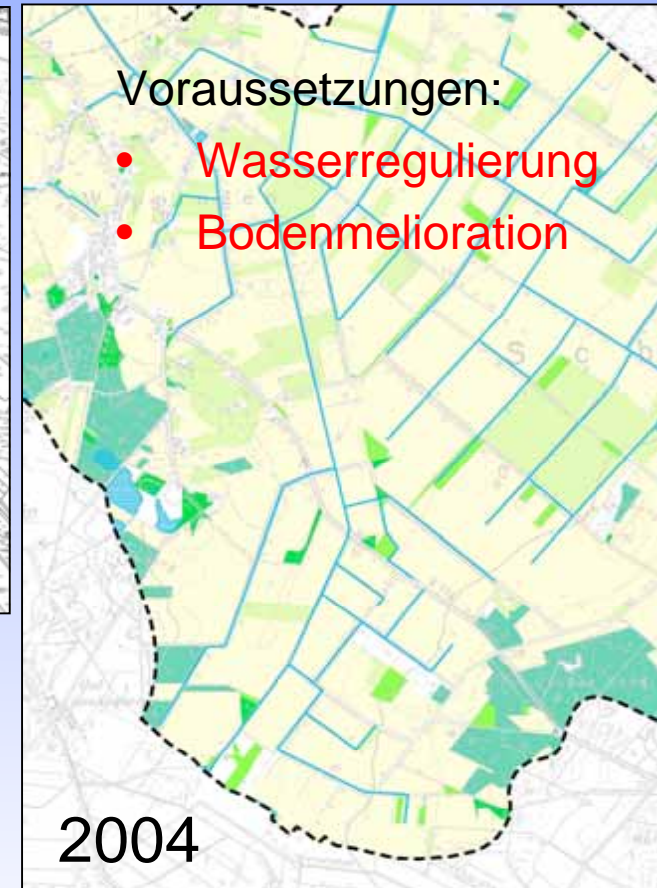 Voraussetzungen:
• Wasserregulierung
• Bodenmelioration
S c h
2004